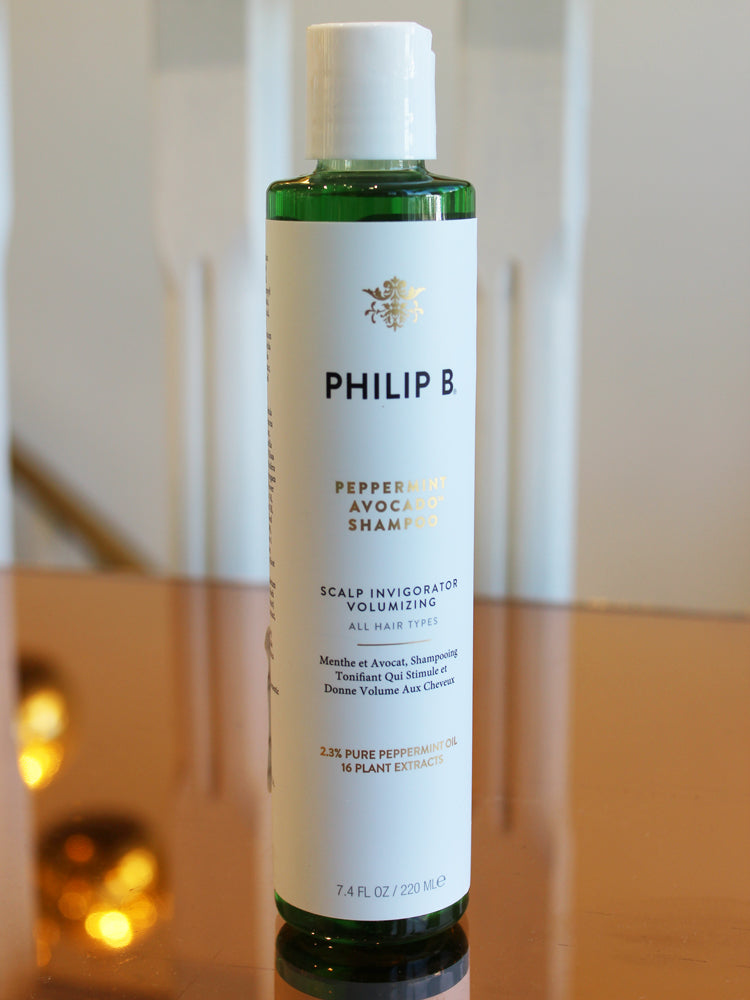 PHILIP B®
PEPPERMINT
AVOCADO™
SHAMPOO
SCALP INVIGORATOR
VOLUMIZING
ALL HAIR TYPES
Menthe et Avocat, Shampooing
Tonifiant Qui Stimule et
Donne Volume Aux Cheveux
2.3% PURE PEPPERMINT OIL
16 PLANT EXTRACTS
7.4 FL OZ / 220 ML℮